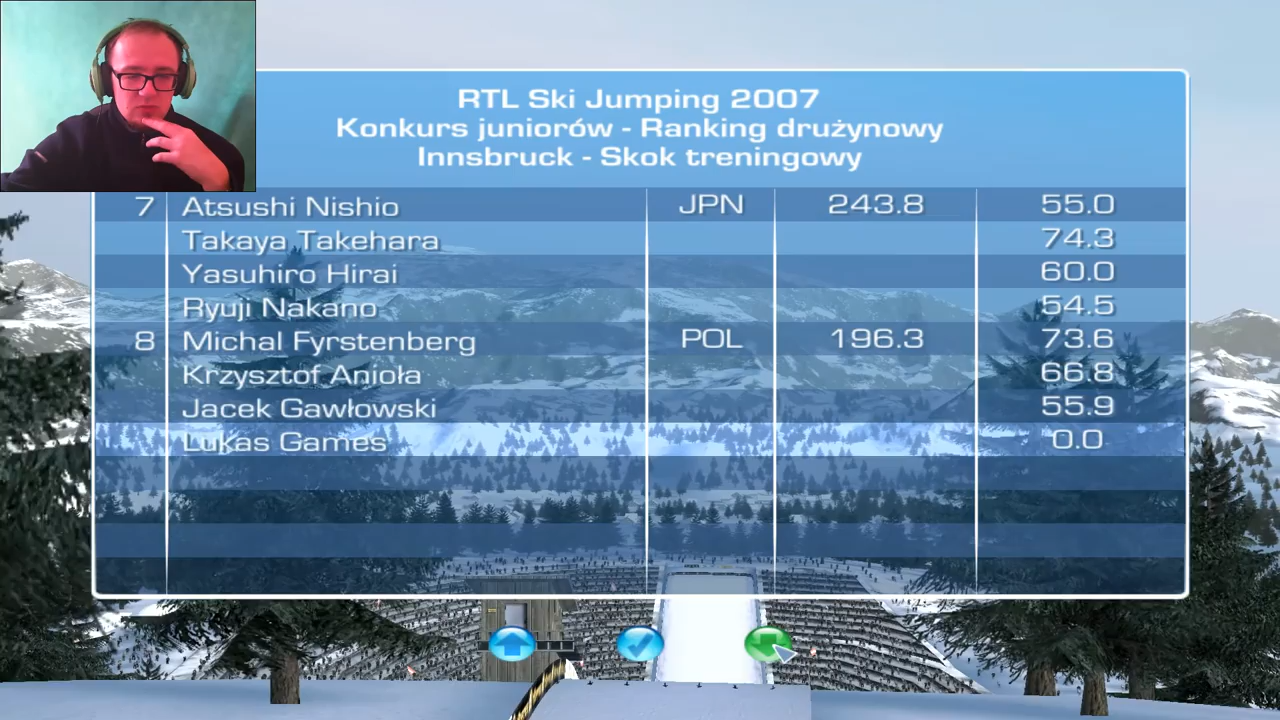 RTL Ski Jumping 2007
Konkurs juniorów - Ranking drużynowy
Innsbruck - Skok treningowy
7 Atsushi Nishio JPN 243.8 55.0
Takaya Takehara 74.3
Yasuhiro Hirai 60.0
Ryuji Nakano 54.5
8 Michal Fyrstenberg POL 196.3 73.6
Krzysztof Anioła 66.8
Jacek Gawłowski 55.9
Lukas Games 0.0